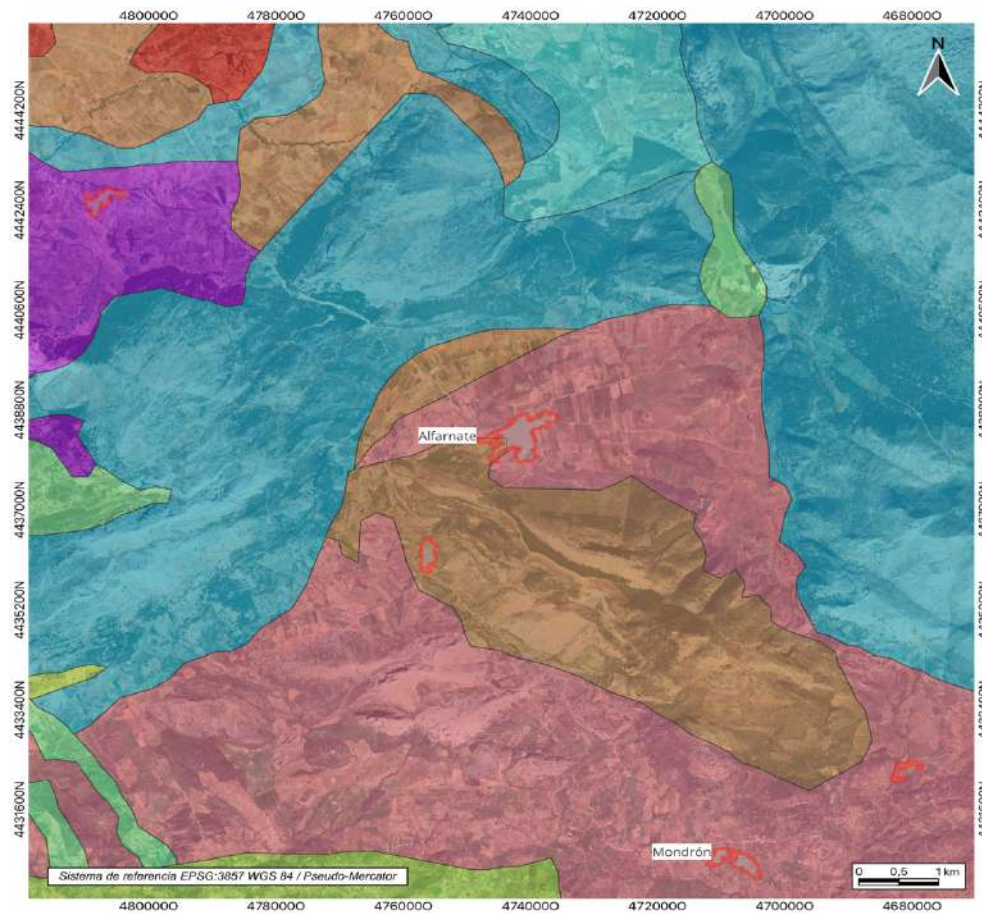 4800000 4780000 4760000 4740000 4720000 4700000 4680000
N
4444200N
4442400N
4440600N
4438800N
4437000N
4435200N
4433400N
4431600N
Alfarnate
Mondrón
Sistema de referencia EPSG:3857 WGS 84 / Pseudo-Mercator
0 0,5 1 km
4800000 4780000 4760000 4740000 4720000 4700000 4680000